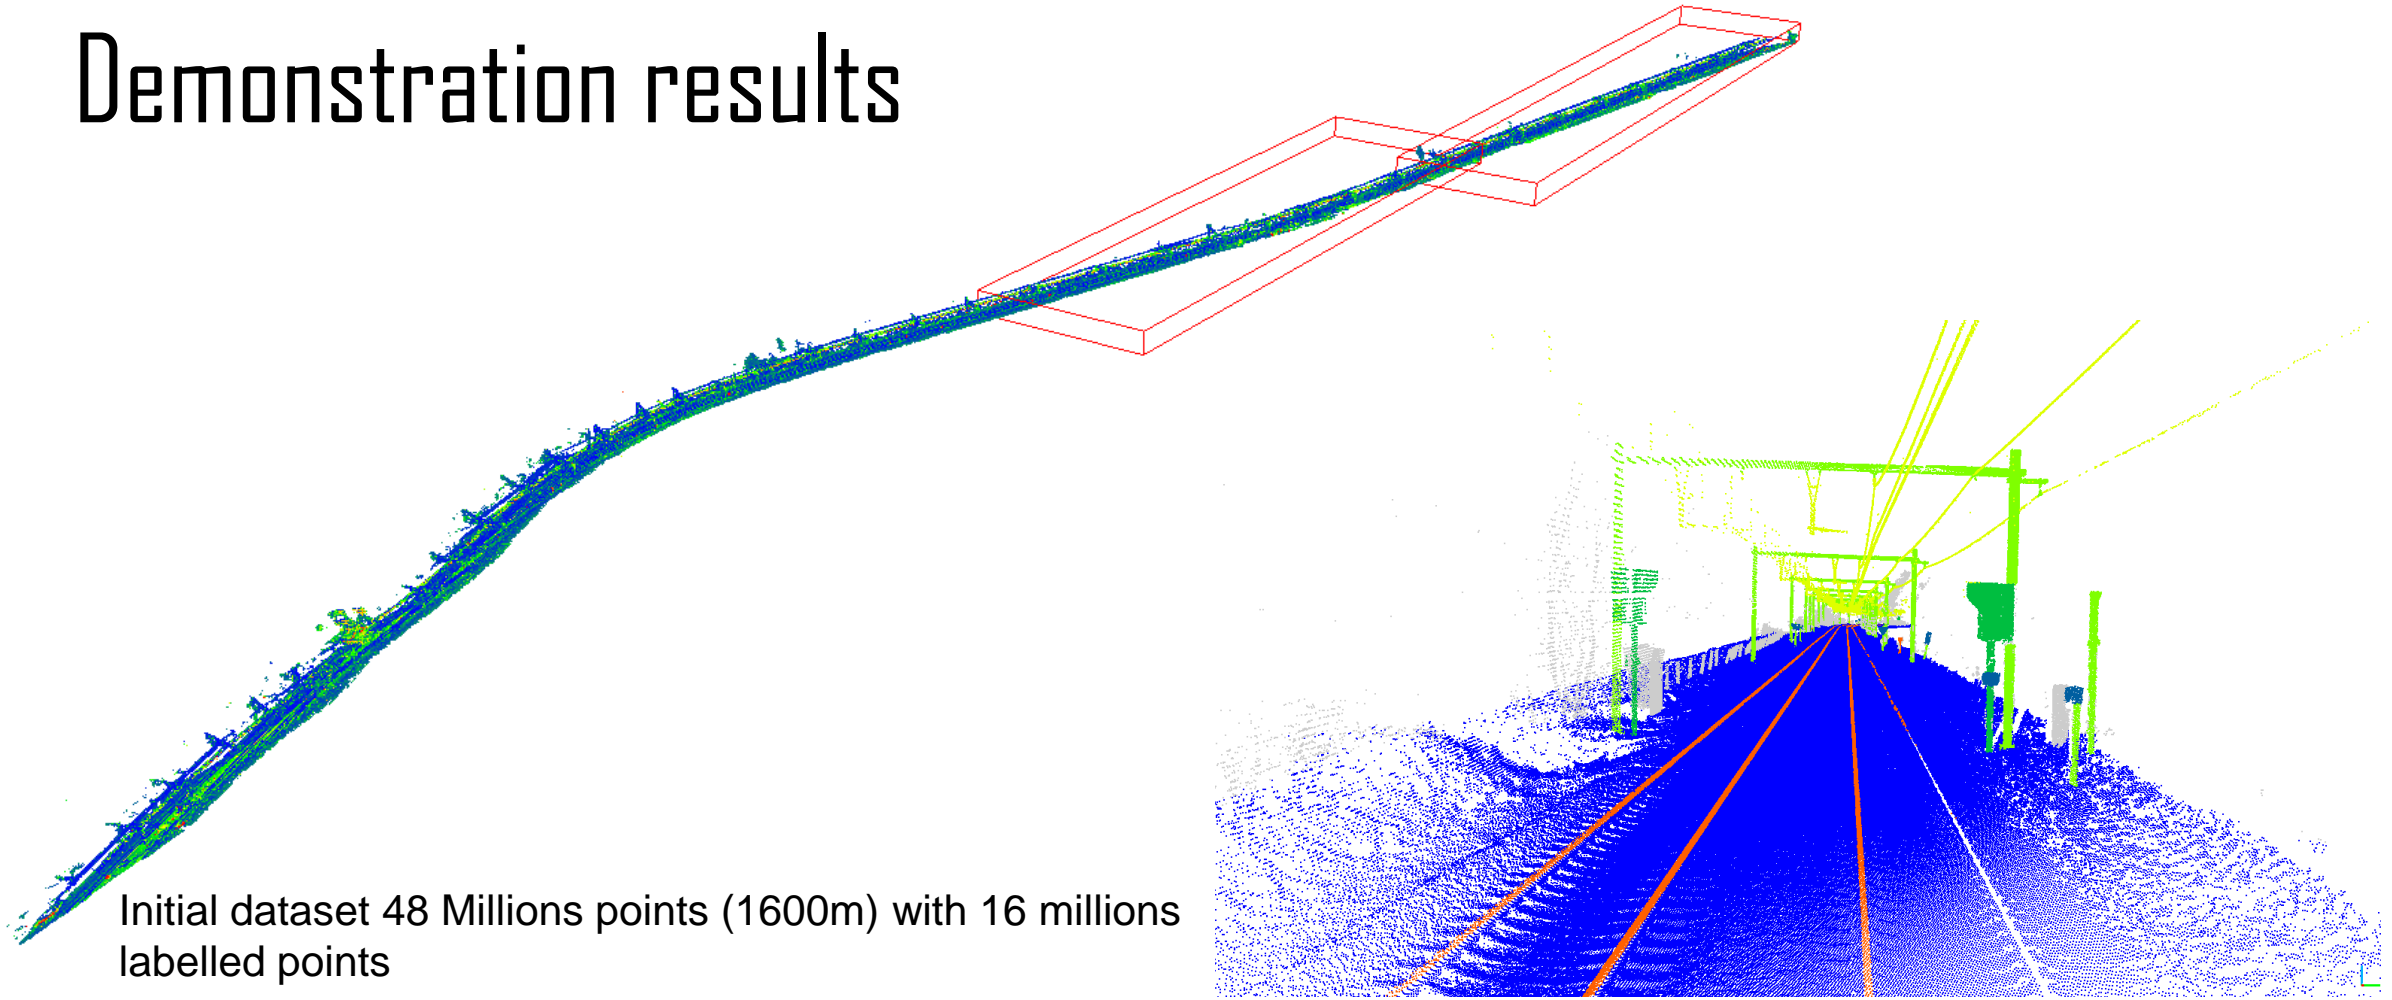 Demonstration results
Initial dataset 48 Millions points (1600m) with 16 millions
labelled points